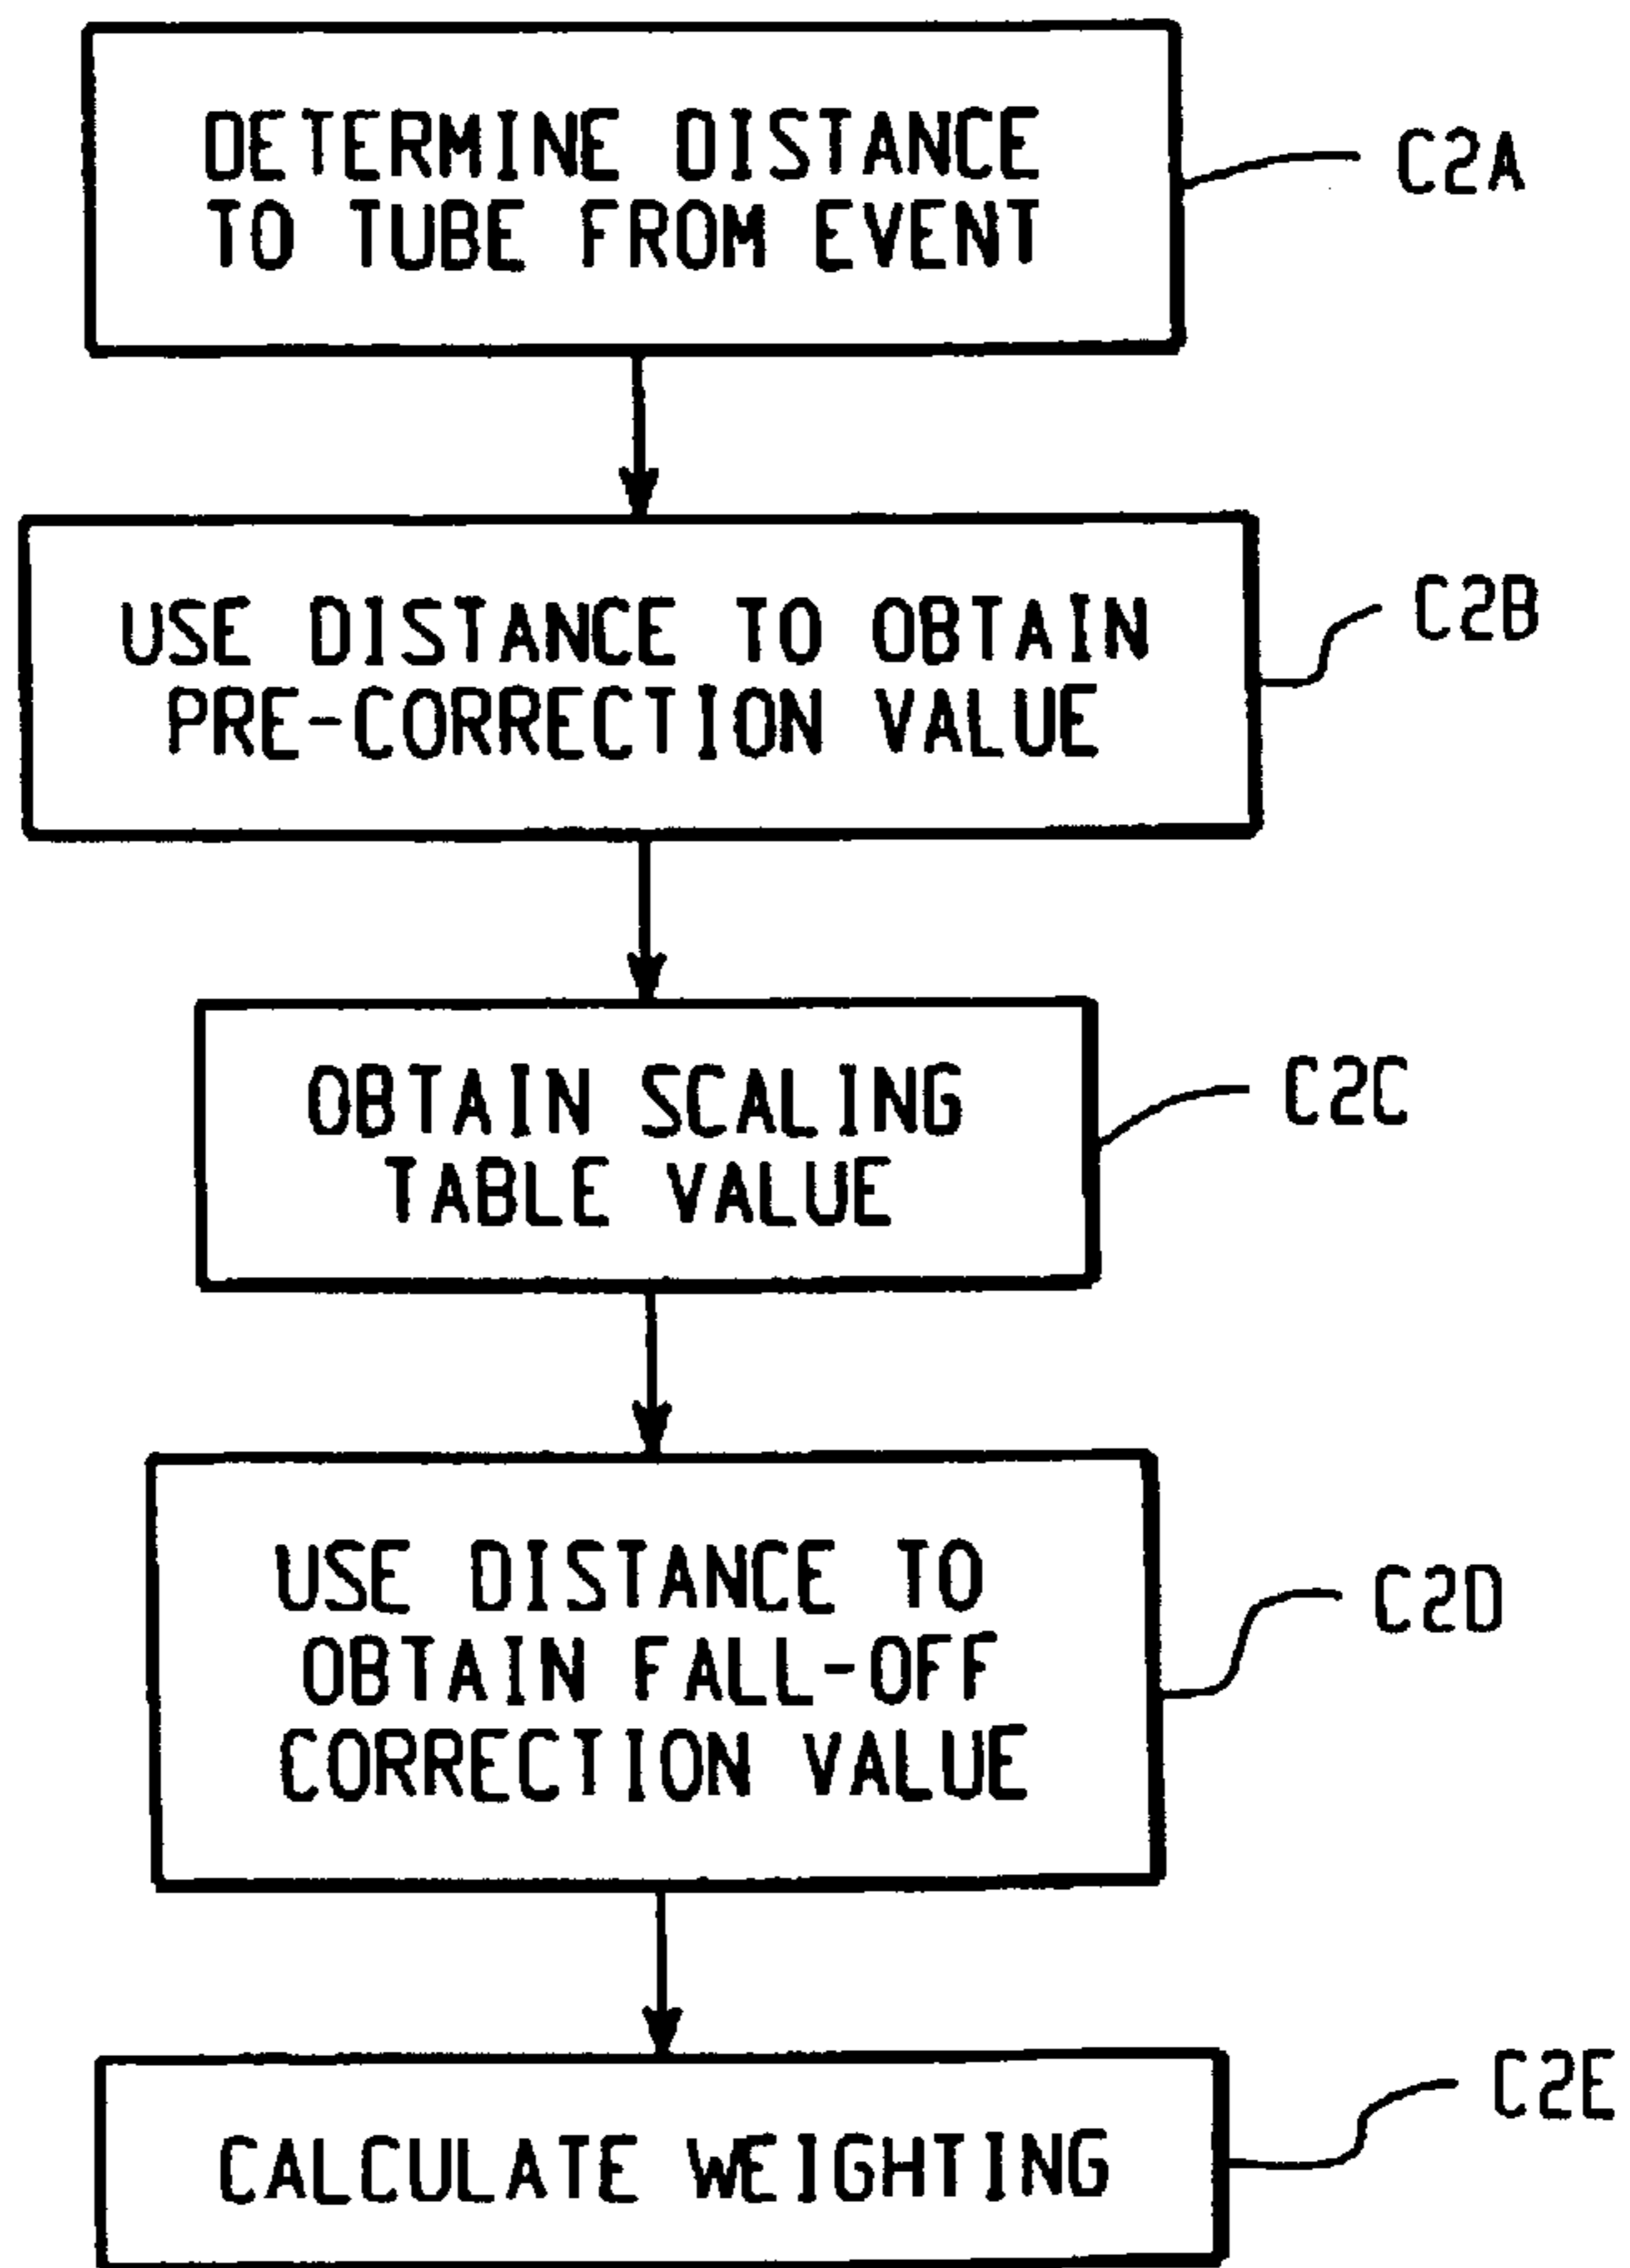 DETERMINE DISTANCE
TO TUBE FROM EVENT
C2A
USE DISTANCE TO OBTAIN
PRE-CORRECTION VALUE
C2B
OBTAIN SCALING
TABLE VALUE
C2C
USE DISTANCE TO
OBTAIN FALL-OFF
CORRECTION VALUE
C2D
CALCULATE WEIGHTING
C2E